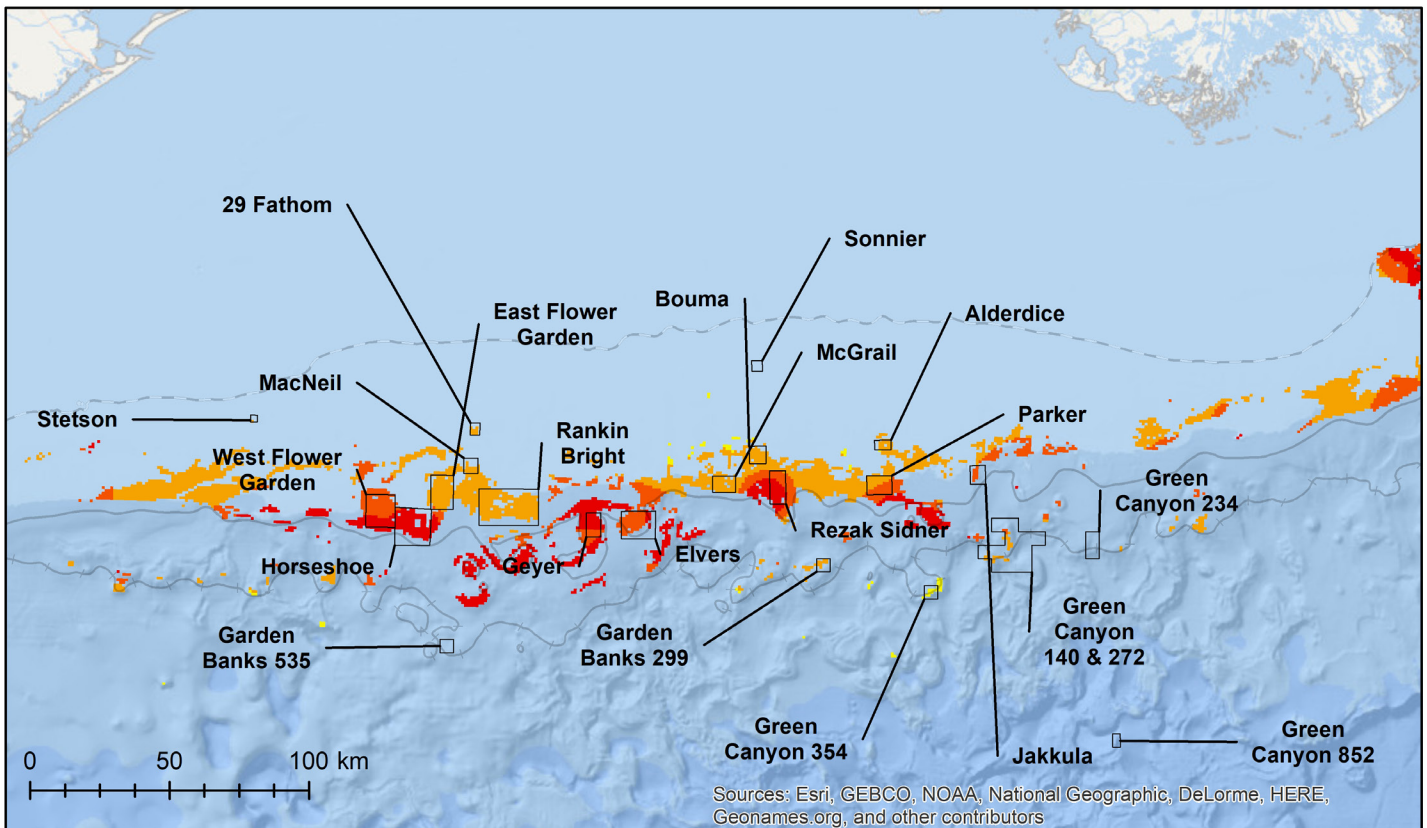 29 Fathom
Sonnier
Bouma
East Flower
Garden
Alderdice
McGrail
MacNeil
Stetson
Parker
Rankin
Bright
West Flower
Garden
Green
Canyon 234
Rezak Sidner
Elvers
Horseshoe
Geyer
Green
Canyon
140 & 272
Garden
Banks 535
Garden
Banks 299
Green
Canyon 354
Jakkula
Green
Canyon 852
0 50 100 km
Sources: Esri, GEBCO, NOAA, National Geographic, DeLorme, HERE,
Geonames.org, and other contributors